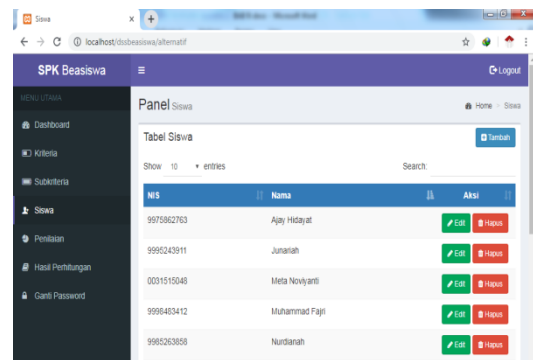 Siswa
localhost/dssbeasiswa/alternatif
SPK Beasiswa
Logout
MENU UTAMA
Dashboard
Kriteria
Subkriteria
Siswa
Penilaian
Hasil Perhitungan
Ganti Password
Panel Siswa
Home - Siswa
Tabel Siswa
Tambah
Show 10 entries
Search:
NIS Nama Aksi
9975862763 Ajay Hidayat Edit Hapus
9995243911 Junariah Edit Hapus
0031515048 Meta Noviyanti Edit Hapus
9998483412 Muhammad Fajri Edit Hapus
9985263858 Nurdianah Edit Hapus